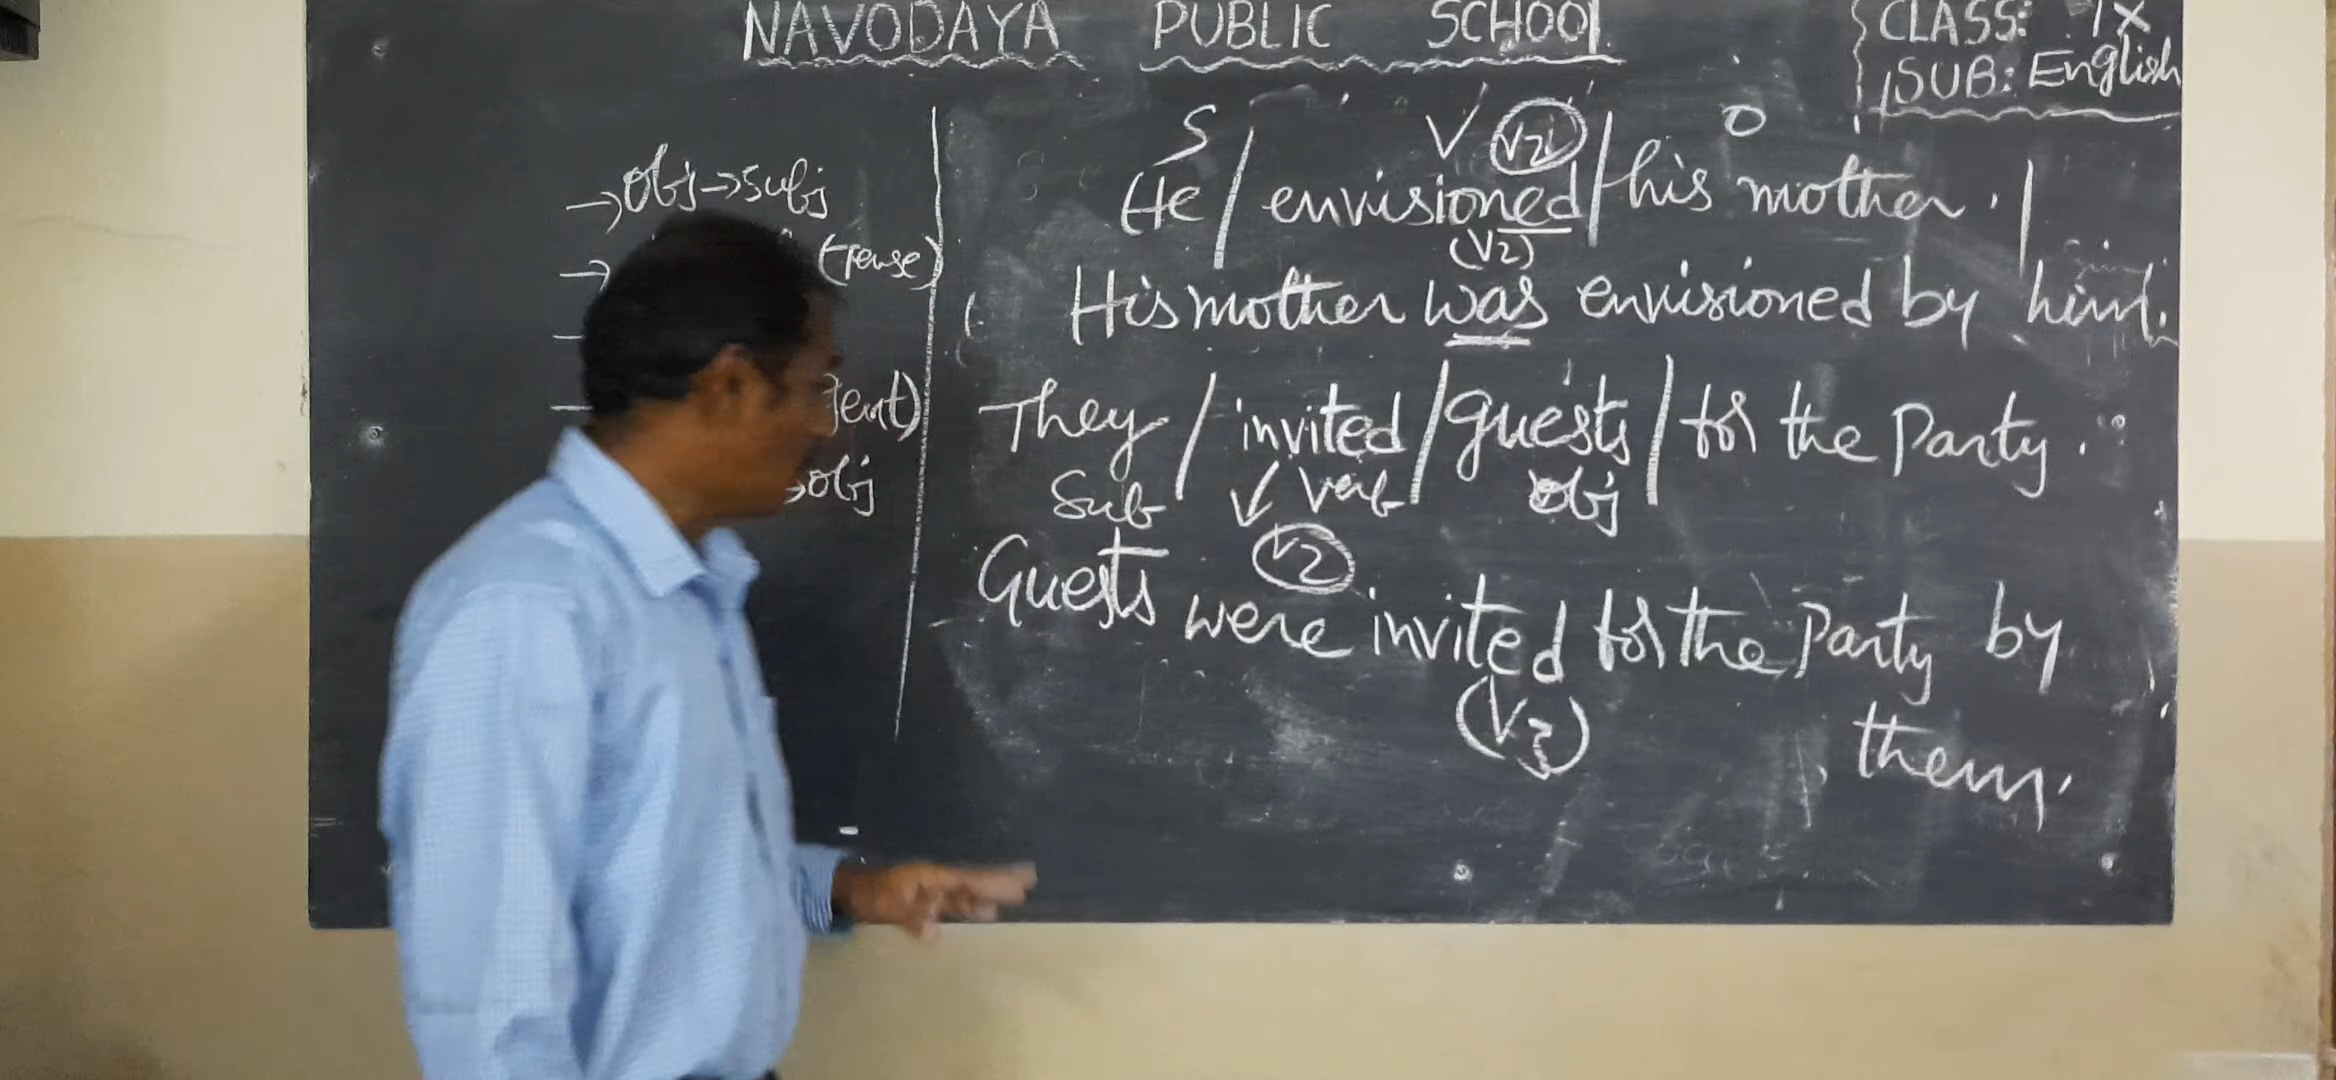 NAVODAYA PUBLIC SCHOOL
CLASS: IX
SUB: English
→ Obj → Subj
→ (tense)
→ obj
S V V2 O
He / envisioned / his mother. /
(V2)
His mother was envisioned by him.
They / invited / guests / for the Party.
Sub ↓ Verb Obj
V2
Guests were invited for the Party by
(V3)
them.